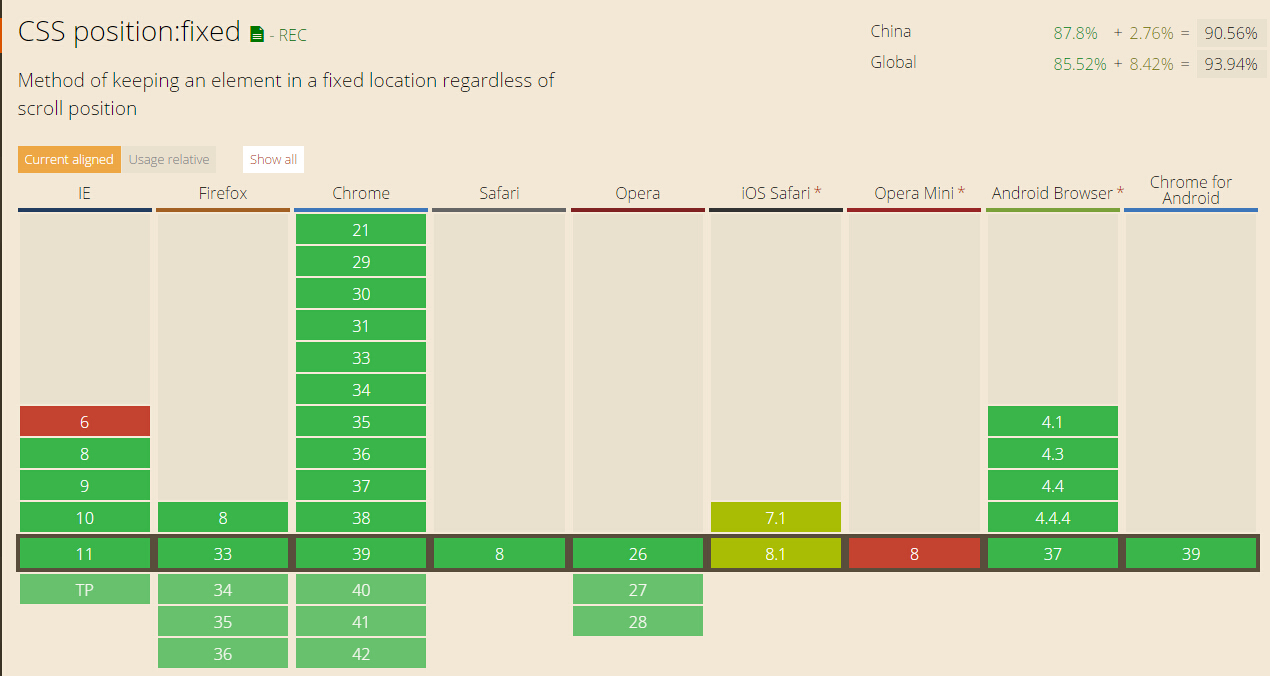 CSS position:fixed - REC
China 87.8% + 2.76% = 90.56%
Global 85.52% + 8.42% = 93.94%
Method of keeping an element in a fixed location regardless of
scroll position
Current aligned Usage relative Show all
IE Firefox Chrome Safari Opera iOS Safari * Opera Mini * Android Browser * Chrome for
Android
21
29
30
31
33
34
6 35 4.1
8 36 4.3
9 37 4.4
10 8 38 7.1 4.4.4
11 33 39 8 26 8.1 8 37 39
TP 34 40 27
35 41 28
36 42